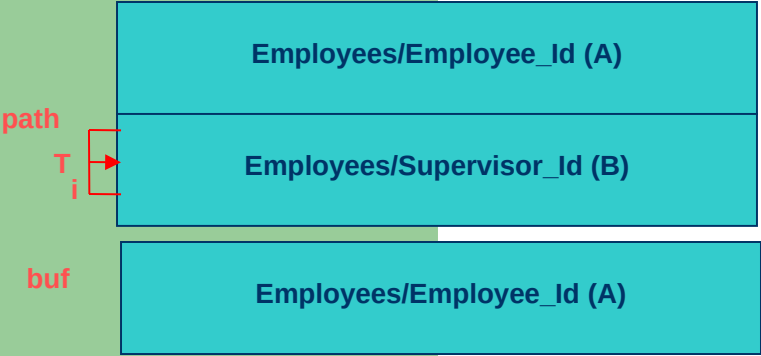 Employees/Employee_Id (A)
path
T
i
Employees/Supervisor_Id (B)
buf
Employees/Employee_Id (A)